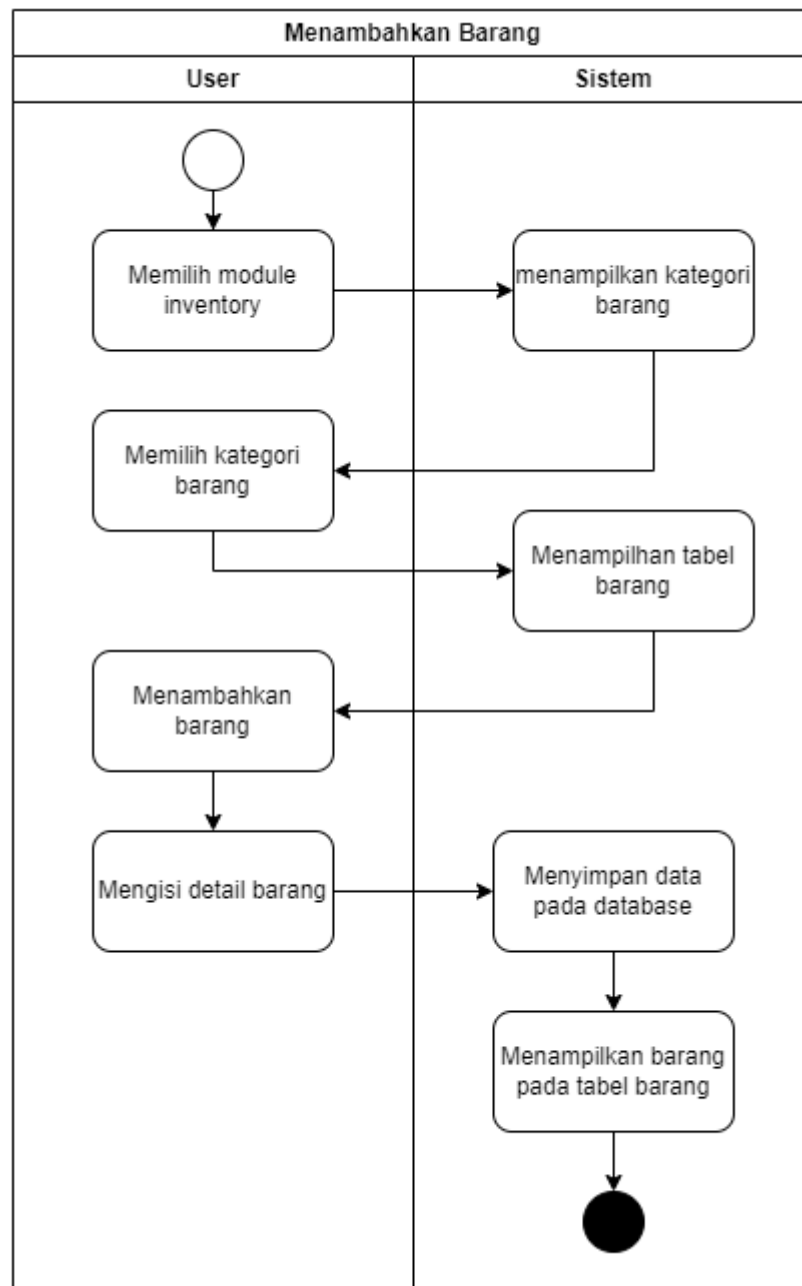 Menambahkan Barang
User
Sistem
Memilih module
inventory
menampilkan kategori
barang
Memilih kategori
barang
Menampilhan tabel
barang
Menambahkan
barang
Mengisi detail barang
Menyimpan data
pada database
Menampilkan barang
pada tabel barang